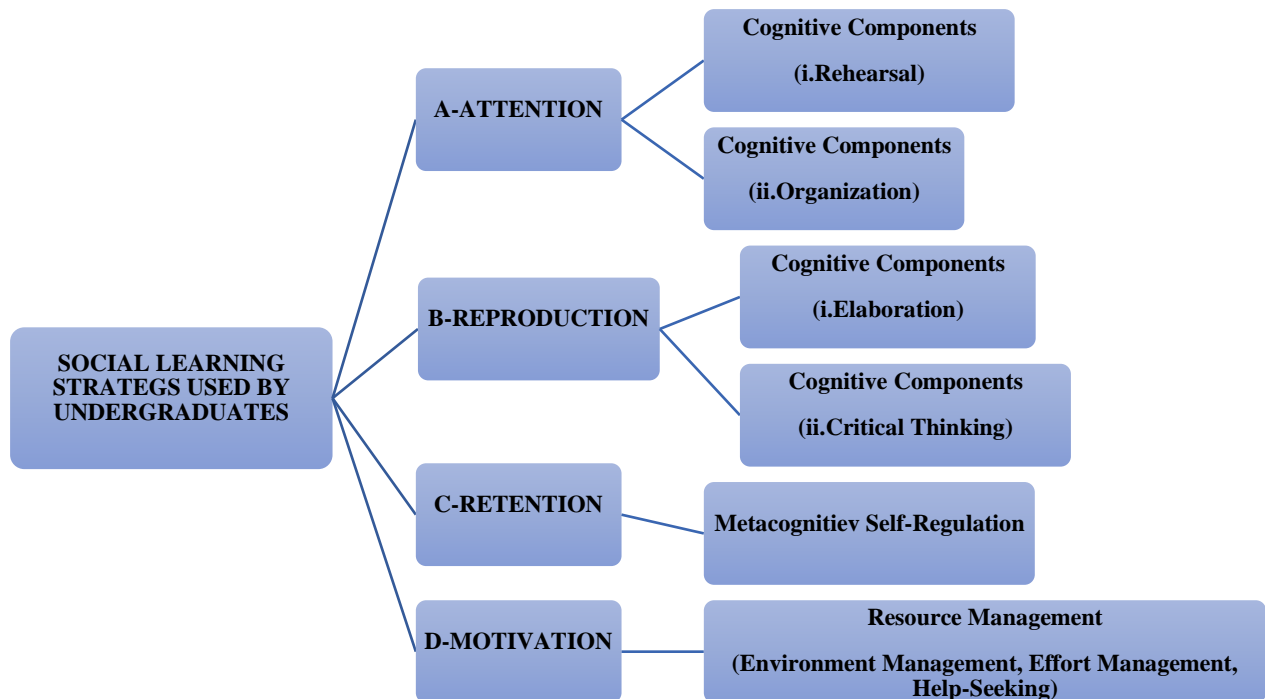 SOCIAL LEARNING
STRATEGS USED BY
UNDERGRADUATES
A-ATTENTION
Cognitive Components
(i.Rehearsal)
Cognitive Components
(ii.Organization)
B-REPRODUCTION
Cognitive Components
(i.Elaboration)
Cognitive Components
(ii.Critical Thinking)
C-RETENTION
Metacognitiev Self-Regulation
D-MOTIVATION
Resource Management
(Environment Management, Effort Management,
Help-Seeking)